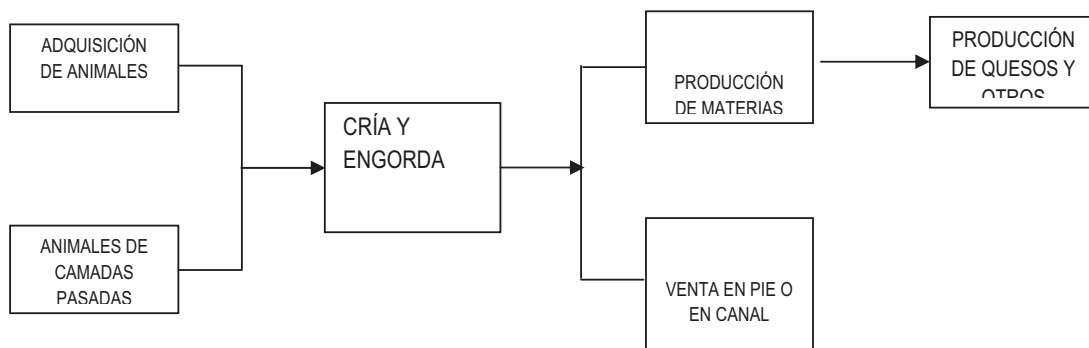 ADQUISICIÓN
DE ANIMALES
ANIMALES DE
CAMADAS
PASADAS
CRÍA Y
ENGORDA
PRODUCCIÓN
DE MATERIAS
VENTA EN PIE O
EN CANAL
PRODUCCIÓN
DE QUESOS Y
OTROS